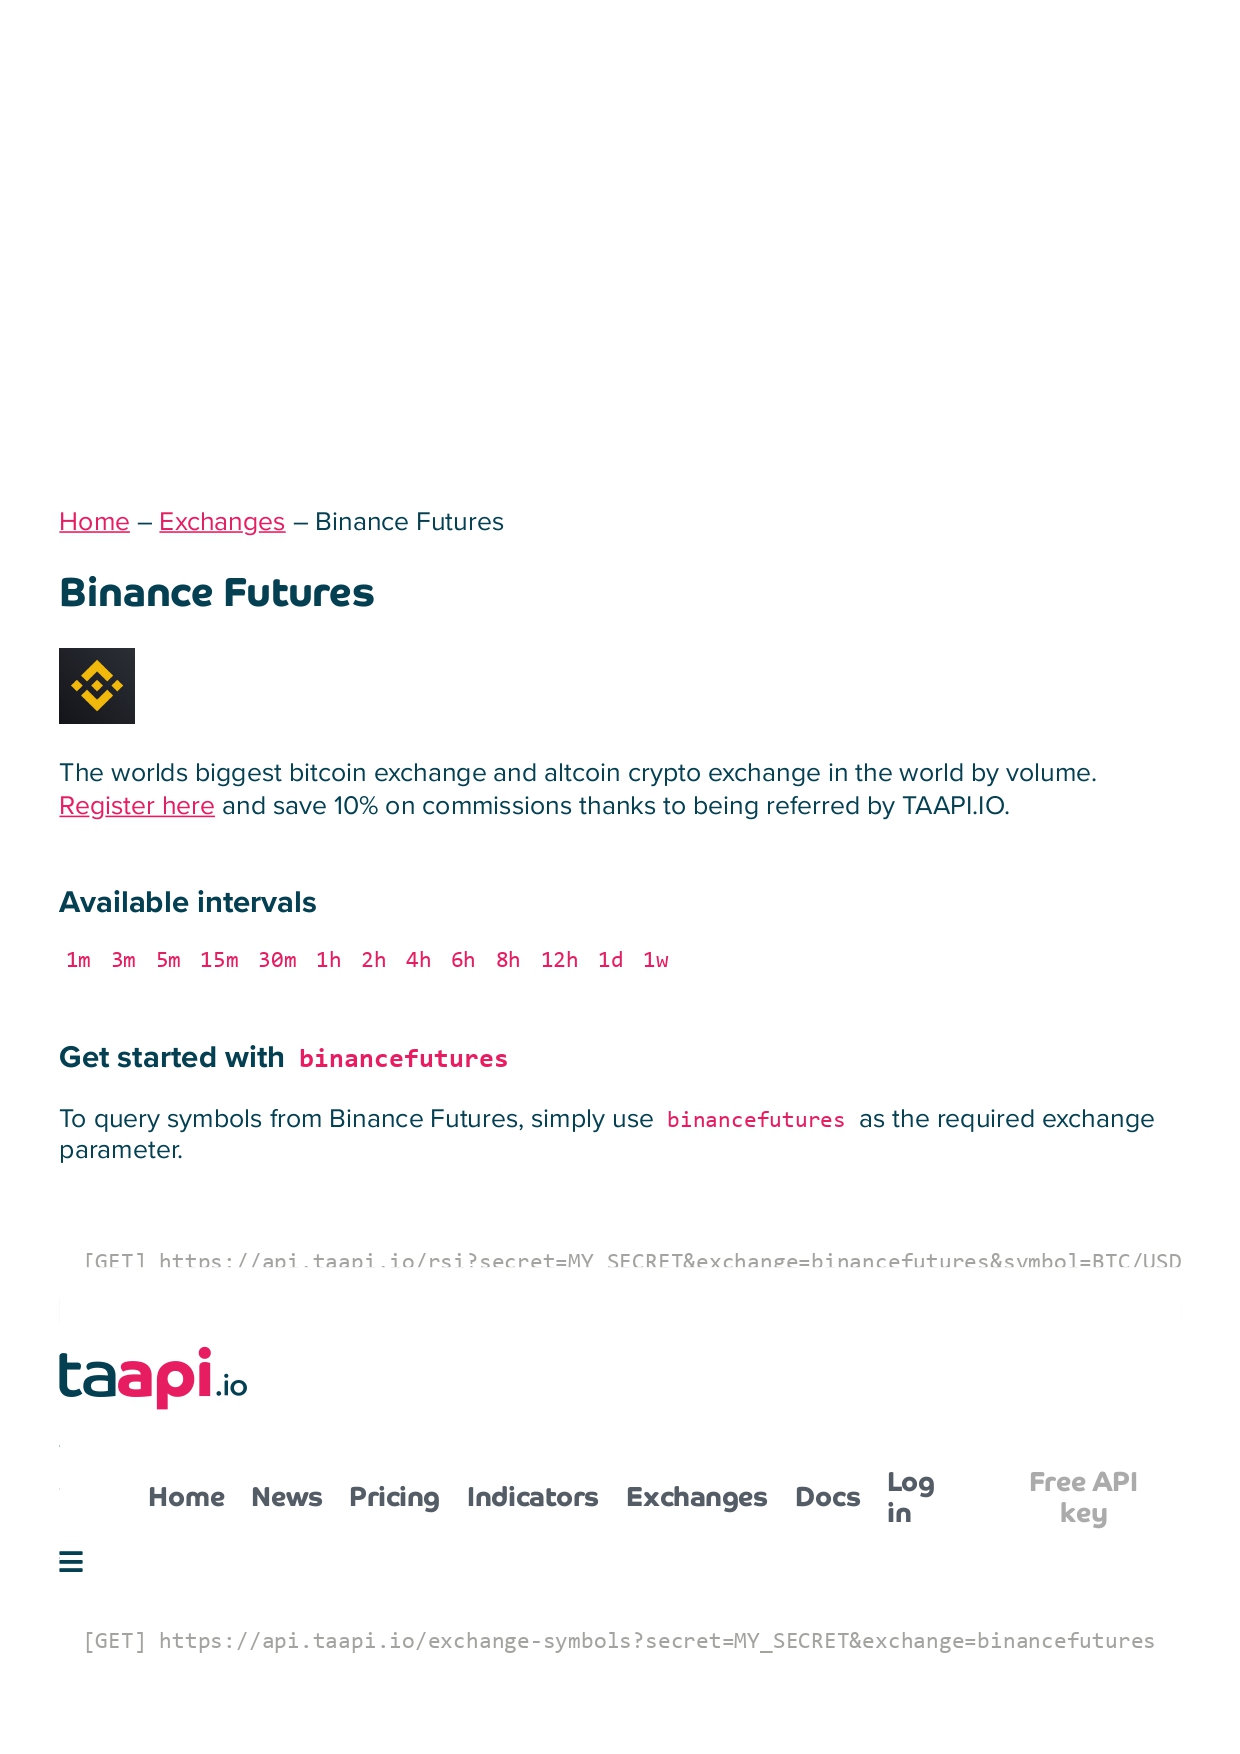 Home – Exchanges – Binance Futures
Binance Futures
The worlds biggest bitcoin exchange and altcoin crypto exchange in the world by volume.
Register here and save 10% on commissions thanks to being referred by TAAPI.IO.
Available intervals
1m 3m 5m 15m 30m 1h 2h 4h 6h 8h 12h 1d 1w
Get started with binancefutures
To query symbols from Binance Futures, simply use binancefutures as the required exchange
parameter.
[GET] https://api.taapi.io/rsi?secret=MY_SECRET&exchange=binancefutures&symbol=BTC/USD
taapi.io
Home News Pricing Indicators Exchanges Docs Log in Free API key
[GET] https://api.taapi.io/exchange-symbols?secret=MY_SECRET&exchange=binancefutures